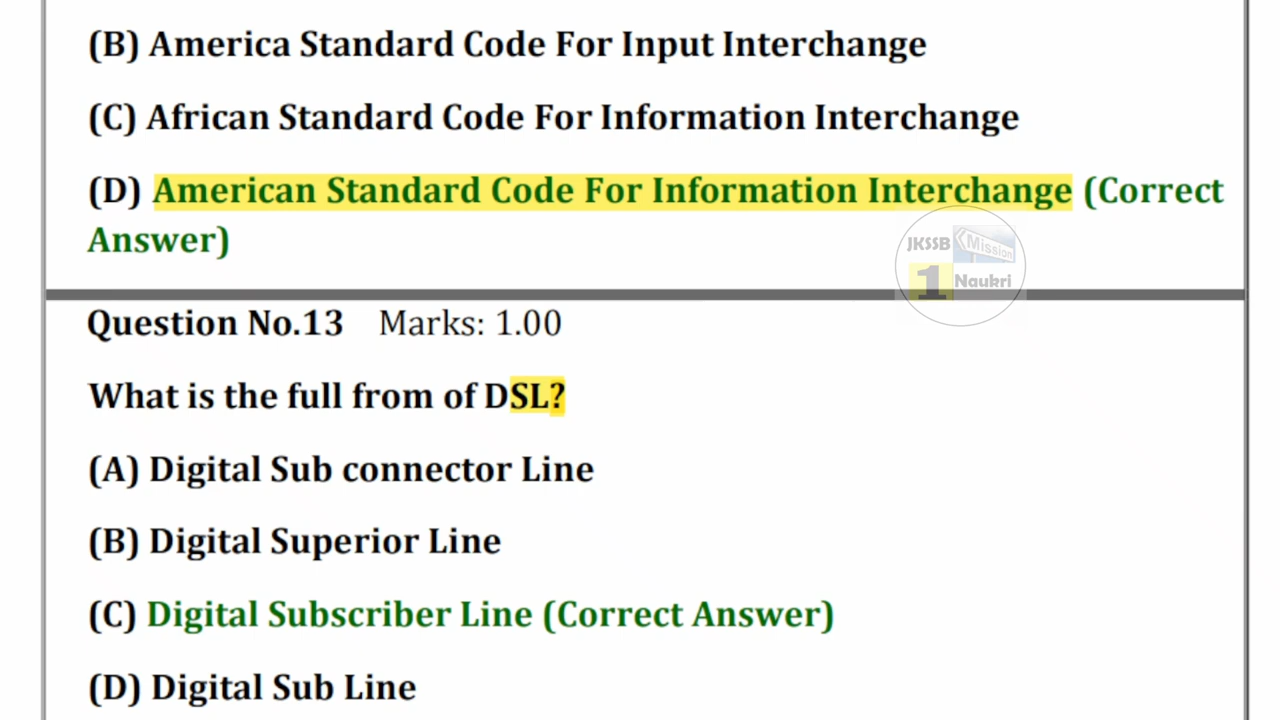 (B) America Standard Code For Input Interchange
(C) African Standard Code For Information Interchange
(D) American Standard Code For Information Interchange (Correct
Answer)
JKSSB Mission
1 Naukri
Question No.13 Marks: 1.00
What is the full from of DSL?
(A) Digital Sub connector Line
(B) Digital Superior Line
(C) Digital Subscriber Line (Correct Answer)
(D) Digital Sub Line